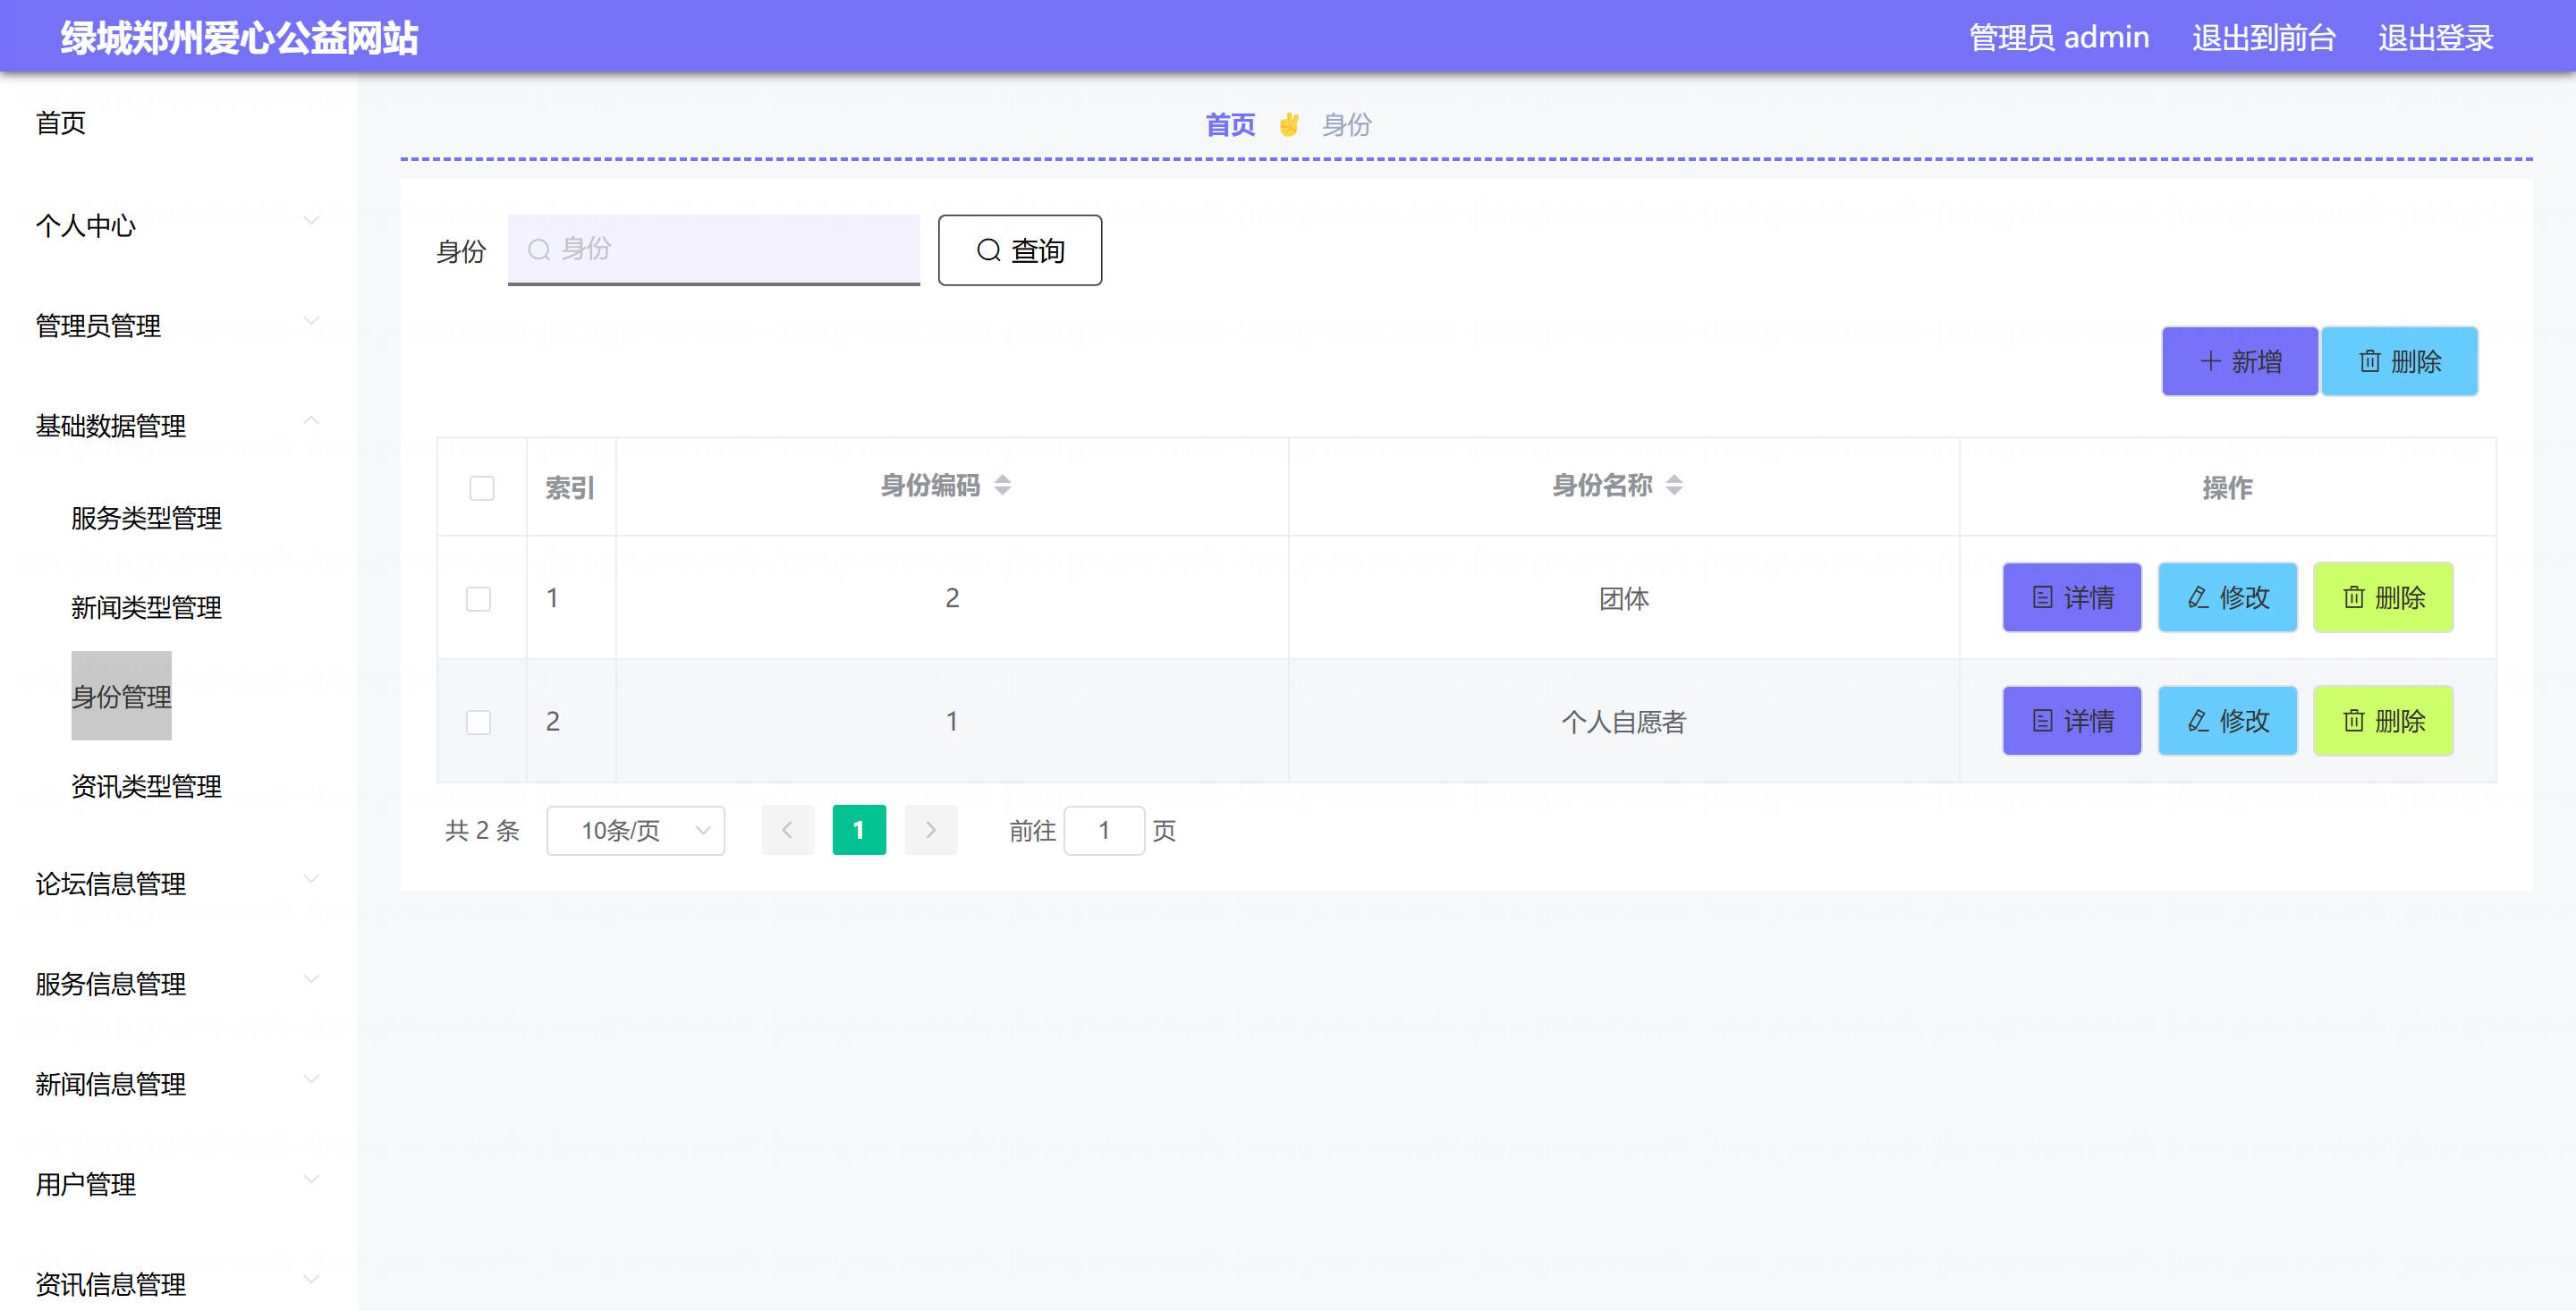 绿城郑州爱心公益网站
管理员 admin 退出到前台 退出登录
首页
个人中心
管理员管理
基础数据管理
服务类型管理
新闻类型管理
身份管理
资讯类型管理
论坛信息管理
服务信息管理
新闻信息管理
用户管理
资讯信息管理
首页 身份
身份 身份 查询
新增 删除
索引 身份编码 身份名称 操作
1 2 团体 详情 修改 删除
2 1 个人自愿者 详情 修改 删除
共 2 条 10条/页 1 前往 1 页